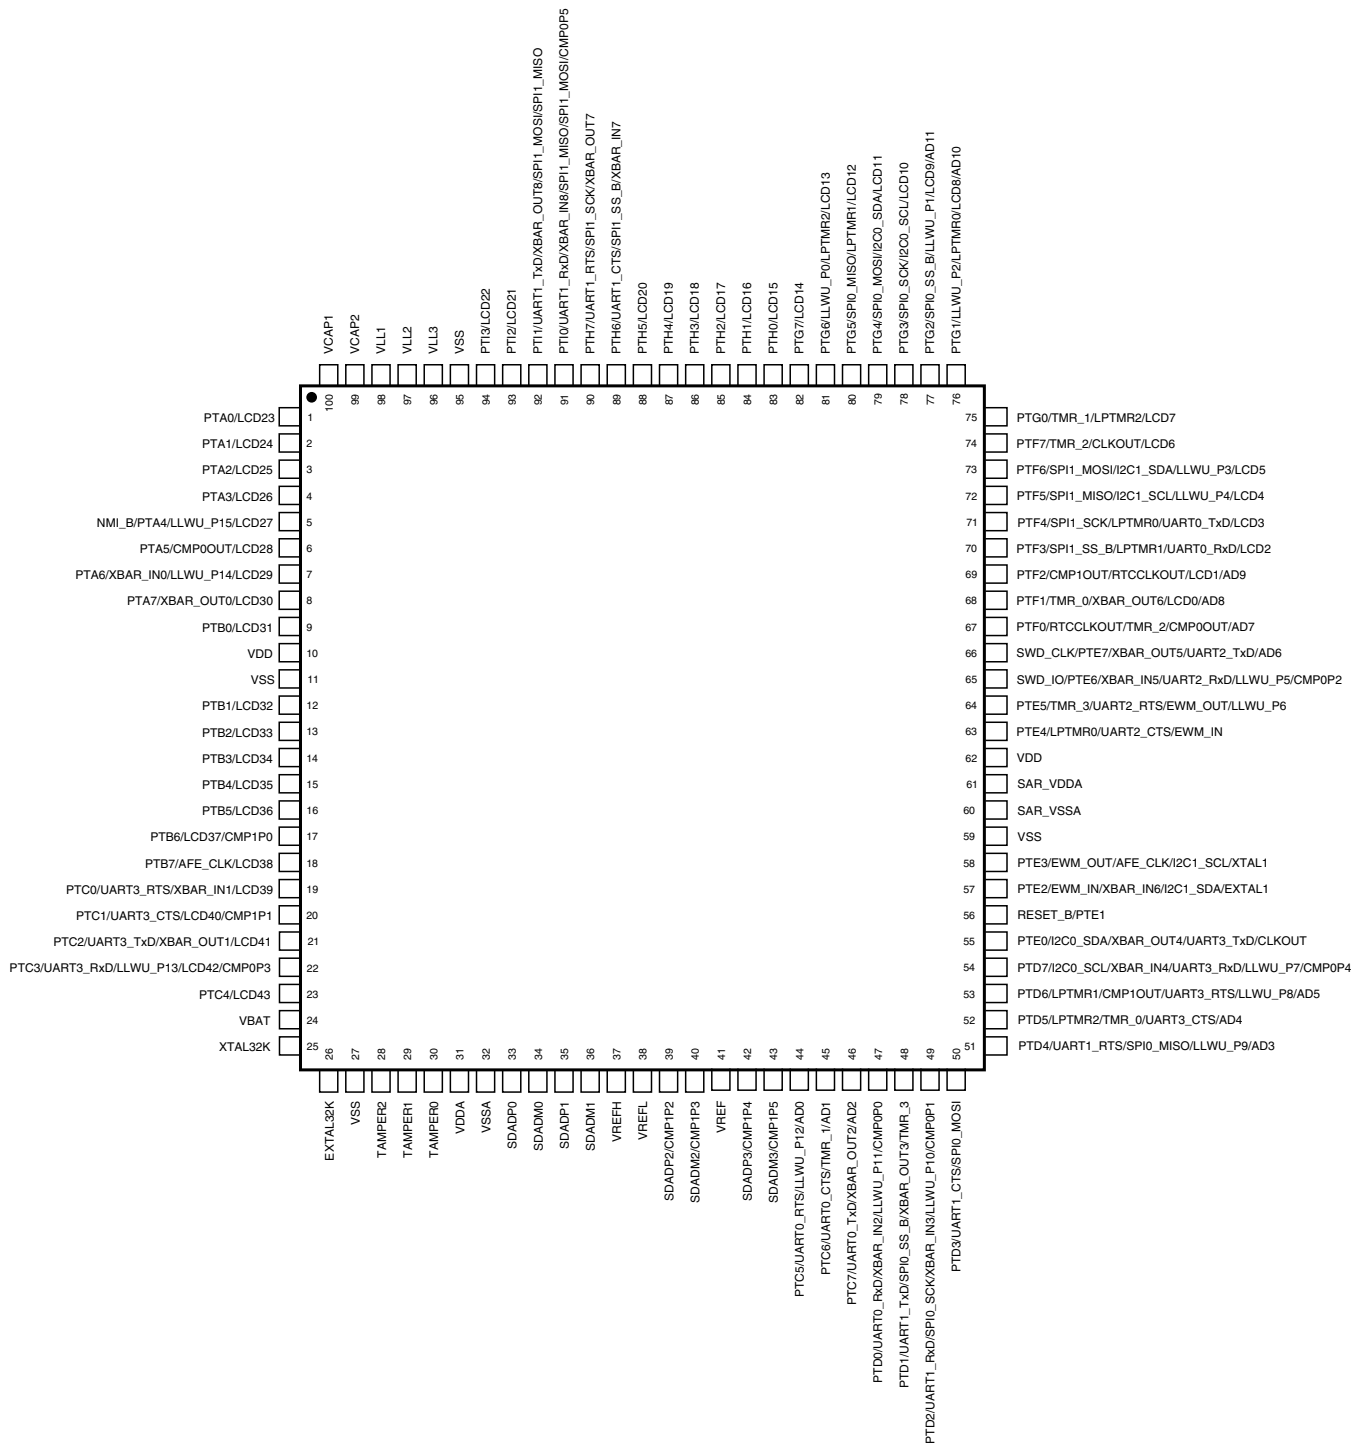 VCAP1
VCAP2
VLL1
VLL2
VLL3
VSS
PTI3/LCD22
PTI2/LCD21
PTI1/UART1_TxD/XBAR_OUT8/SPI1_MOSI/SPI1_MISO
PTI0/UART1_RxD/XBAR_IN8/SPI1_MISO/SPI1_MOSI/CMP0P5
PTH7/UART1_RTS/SPI1_SCK/XBAR_OUT7
PTH6/UART1_CTS/SPI1_SS_B/XBAR_IN7
PTH5/LCD20
PTH4/LCD19
PTH3/LCD18
PTH2/LCD17
PTH1/LCD16
PTH0/LCD15
PTG7/LCD14
PTG6/LLWU_P0/LPTMR2/LCD13
PTG5/SPI0_MISO/LPTMR1/LCD12
PTG4/SPI0_MOSI/I2C0_SDA/LCD11
PTG3/SPI0_SCK/I2C0_SCL/LCD10
PTG2/SPI0_SS_B/LLWU_P1/LCD9/AD11
PTG1/LLWU_P2/LPTMR0/LCD8/AD10
100
99
98
97
96
95
94
93
92
91
90
89
88
87
86
85
84
83
82
81
80
79
78
77
76
PTA0/LCD23 1
PTA1/LCD24 2
PTA2/LCD25 3
PTA3/LCD26 4
NMI_B/PTA4/LLWU_P15/LCD27 5
PTA5/CMP0OUT/LCD28 6
PTA6/XBAR_IN0/LLWU_P14/LCD29 7
PTA7/XBAR_OUT0/LCD30 8
PTB0/LCD31 9
VDD 10
VSS 11
PTB1/LCD32 12
PTB2/LCD33 13
PTB3/LCD34 14
PTB4/LCD35 15
PTB5/LCD36 16
PTB6/LCD37/CMP1P0 17
PTB7/AFE_CLK/LCD38 18
PTC0/UART3_RTS/XBAR_IN1/LCD39 19
PTC1/UART3_CTS/LCD40/CMP1P1 20
PTC2/UART3_TxD/XBAR_OUT1/LCD41 21
PTC3/UART3_RxD/LLWU_P13/LCD42/CMP0P3 22
PTC4/LCD43 23
VBAT 24
XTAL32K 25
75 PTG0/TMR_1/LPTMR2/LCD7
74 PTF7/TMR_2/CLKOUT/LCD6
73 PTF6/SPI1_MOSI/I2C1_SDA/LLWU_P3/LCD5
72 PTF5/SPI1_MISO/I2C1_SCL/LLWU_P4/LCD4
71 PTF4/SPI1_SCK/LPTMR0/UART0_TxD/LCD3
70 PTF3/SPI1_SS_B/LPTMR1/UART0_RxD/LCD2
69 PTF2/CMP1OUT/RTCCLKOUT/LCD1/AD9
68 PTF1/TMR_0/XBAR_OUT6/LCD0/AD8
67 PTF0/RTCCLKOUT/TMR_2/CMP0OUT/AD7
66 SWD_CLK/PTE7/XBAR_OUT5/UART2_TxD/AD6
65 SWD_IO/PTE6/XBAR_IN5/UART2_RxD/LLWU_P5/CMP0P2
64 PTE5/TMR_3/UART2_RTS/EWM_OUT/LLWU_P6
63 PTE4/LPTMR0/UART2_CTS/EWM_IN
62 VDD
61 SAR_VDDA
60 SAR_VSSA
59 VSS
58 PTE3/EWM_OUT/AFE_CLK/I2C1_SCL/XTAL1
57 PTE2/EWM_IN/XBAR_IN6/I2C1_SDA/EXTAL1
56 RESET_B/PTE1
55 PTE0/I2C0_SDA/XBAR_OUT4/UART3_TxD/CLKOUT
54 PTD7/I2C0_SCL/XBAR_IN4/UART3_RxD/LLWU_P7/CMP0P4
53 PTD6/LPTMR1/CMP1OUT/UART3_RTS/LLWU_P8/AD5
52 PTD5/LPTMR2/TMR_0/UART3_CTS/AD4
51 PTD4/UART1_RTS/SPI0_MISO/LLWU_P9/AD3
26
27
28
29
30
31
32
33
34
35
36
37
38
39
40
41
42
43
44
45
46
47
48
49
50
EXTAL32K
VSS
TAMPER2
TAMPER1
TAMPER0
VDDA
VSSA
SDADP0
SDADM0
SDADP1
SDADM1
VREFH
VREFL
SDADP2/CMP1P2
SDADM2/CMP1P3
VREF
SDADP3/CMP1P4
SDADM3/CMP1P5
PTC5/UART0_RTS/LLWU_P12/AD0
PTC6/UART0_CTS/TMR_1/AD1
PTC7/UART0_TxD/XBAR_OUT2/AD2
PTD0/UART0_RxD/XBAR_IN2/LLWU_P11/CMP0P0
PTD1/UART1_TxD/SPI0_SS_B/XBAR_OUT3/TMR_3
PTD2/UART1_RxD/SPI0_SCK/XBAR_IN3/LLWU_P10/CMP0P1
PTD3/UART1_CTS/SPI0_MOSI